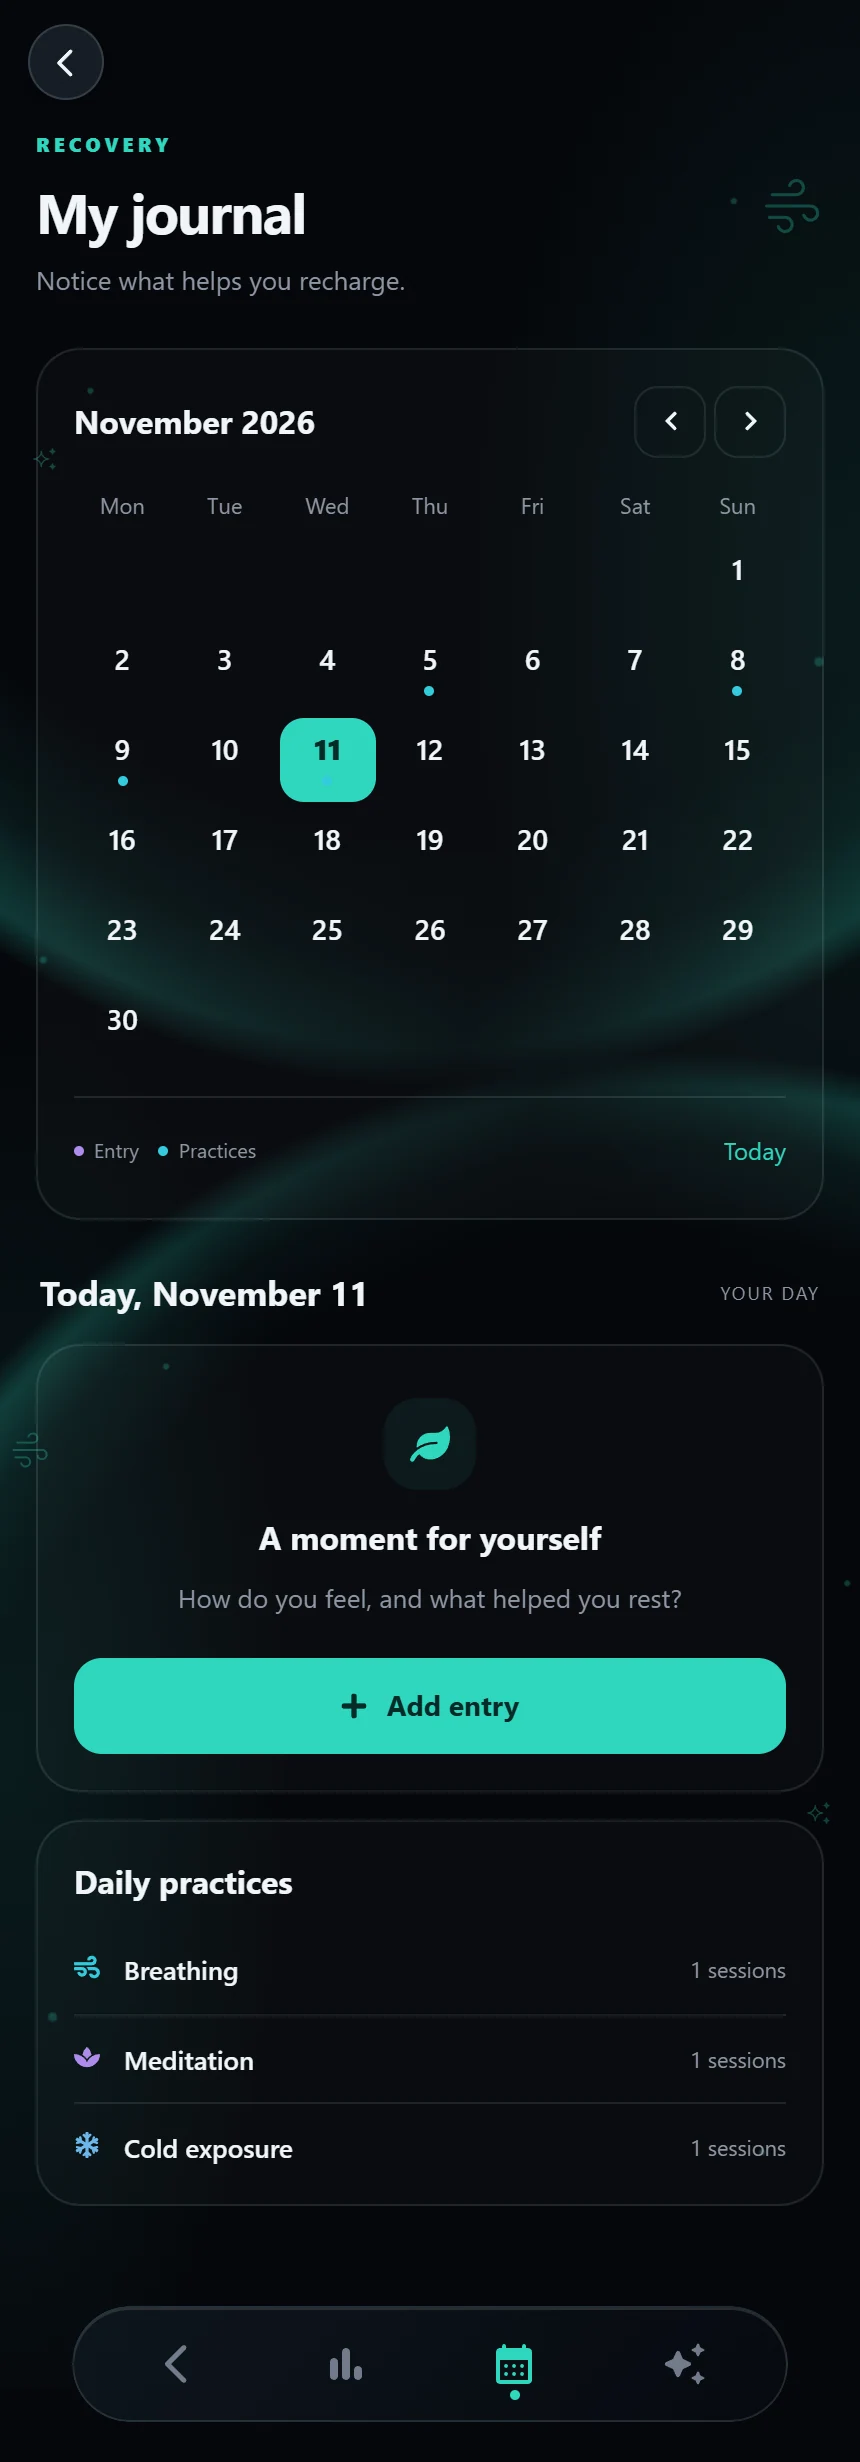 RECOVERY
My journal
Notice what helps you recharge.
November 2026
Mon Tue Wed Thu Fri Sat Sun
1
2 3 4 5 6 7 8
9 10 11 12 13 14 15
16 17 18 19 20 21 22
23 24 25 26 27 28 29
30
Entry Practices Today
Today, November 11 YOUR DAY
A moment for yourself
How do you feel, and what helped you rest?
Add entry
Daily practices
Breathing 1 sessions
Meditation 1 sessions
Cold exposure 1 sessions